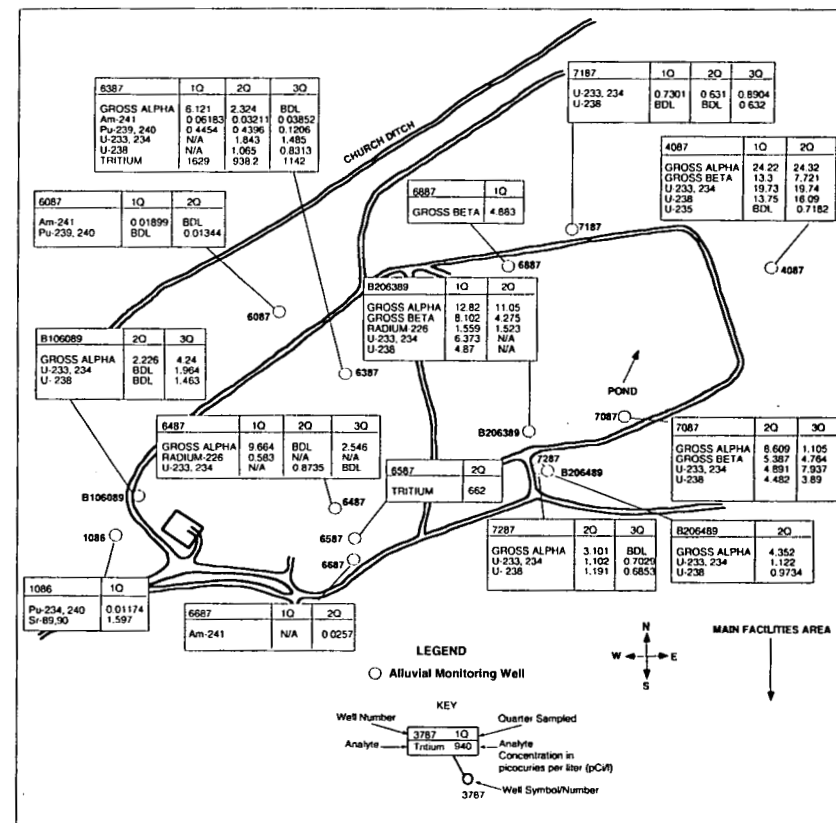 6387 1Q 2Q 3Q
GROSS ALPHA 6.121 2.324 BDL
Am-241 0.06183 0.03211 0.03852
Pu-239, 240 0.4454 0.4396 0.1206
U-233, 234 N/A 1.843 1.485
U-238 N/A 1.065 0.8313
TRITIUM 1629 938.2 1142
CHURCH DITCH
7187 1Q 2Q 3Q
U-233, 234 0.7301 0.631 0.8904
U-238 BDL BDL 0.632
4087 1Q 2Q
GROSS ALPHA 24.22 24.32
GROSS BETA 13.3 7.721
U-233, 234 19.73 19.74
U-238 13.75 16.09
U-235 BDL 0.7182
6087 1Q 2Q
Am-241 0.01899 BDL
Pu-239, 240 BDL 0.01344
6887 1Q
GROSS BETA 4.883
7187
6887
4087
B206389 1Q 2Q
GROSS ALPHA 12.82 11.05
GROSS BETA 8.102 4.275
RADIUM-226 1.559 1.523
U-233, 234 6.373 N/A
U-238 4.87 N/A
6087
B106089 2Q 3Q
GROSS ALPHA 2.226 4.24
U-233, 234 BDL 1.964
U- 238 BDL 1.463
6387
POND
6487 1Q 2Q 3Q
GROSS ALPHA 9.664 BDL 2.546
RADIUM-226 0.583 N/A N/A
U-233, 234 N/A 0.8735 BDL
B206389
7087
7087 2Q 3Q
GROSS ALPHA 8.609 1.105
GROSS BETA 5.387 4.764
U-233, 234 4.891 7.937
U-238 4.482 3.89
6587 2Q
TRITIUM 662
7287
B206489
B106089
6487
1086
6587
6687
7287 2Q 3Q
GROSS ALPHA 3.101 BDL
U-233, 234 1.102 0.7029
U- 238 1.191 0.6853
B206489 2Q
GROSS ALPHA 4.352
U-233, 234 1.122
U-238 0.9734
1086 1Q
Pu-234, 240 0.01174
Sr-89,90 1.597
6687 1Q 2Q
Am-241 N/A 0.0257
LEGEND
Alluvial Monitoring Well
N
W E
S
MAIN FACILITIES AREA
KEY
Well Number
3787 1Q
Quarter Sampled
Analyte
Tritium 940
Analyte
Concentration in
picocuries per liter (pCi/l)
3787
Well Symbol/Number